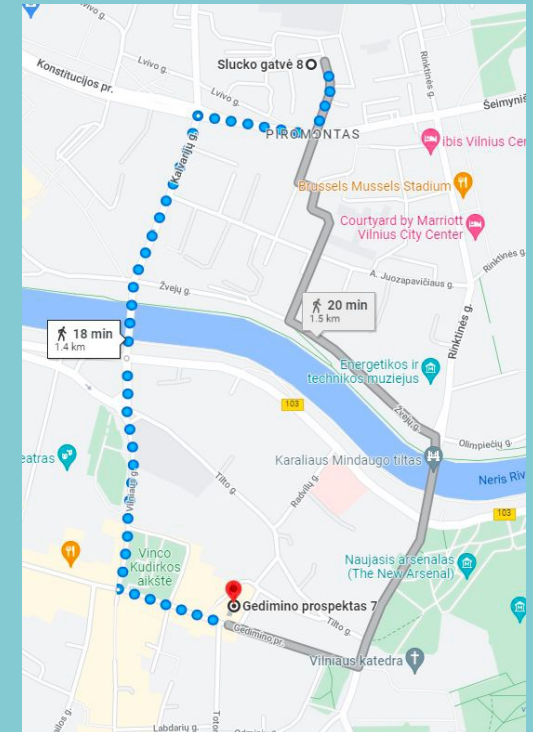 Lvivo g.
Slucko gatvė 8
Konstitucijos pr.
Lvivo g.
Lvivo g.
Rinktinės g.
Šeimyniš
PIROMONTAS
ibis Vilnius Cen
Kalvarijų g.
Brussels Mussels Stadium
Courtyard by Marriott
Vilnius City Center
Rinktinės g.
A. Juozapavičiaus g.
Žvejų g.
20 min
1.5 km
Rinktinės g.
18 min
1.4 km
Energetikos ir
technikos muziejus
103
Žvejų g.
Olimpiečių g.
eatras
Karaliaus Mindaugo tiltas
Tilto g.
Radvilų g.
Neris Riv
Vilniaus g.
103
Vinco
Kudirkos
aikštė
Naujasis arsenalas
(The New Arsenal)
Gedimino prospektas 7
Tilto g.
Gedimino pr.
Vilniaus katedra
Labdarių g.